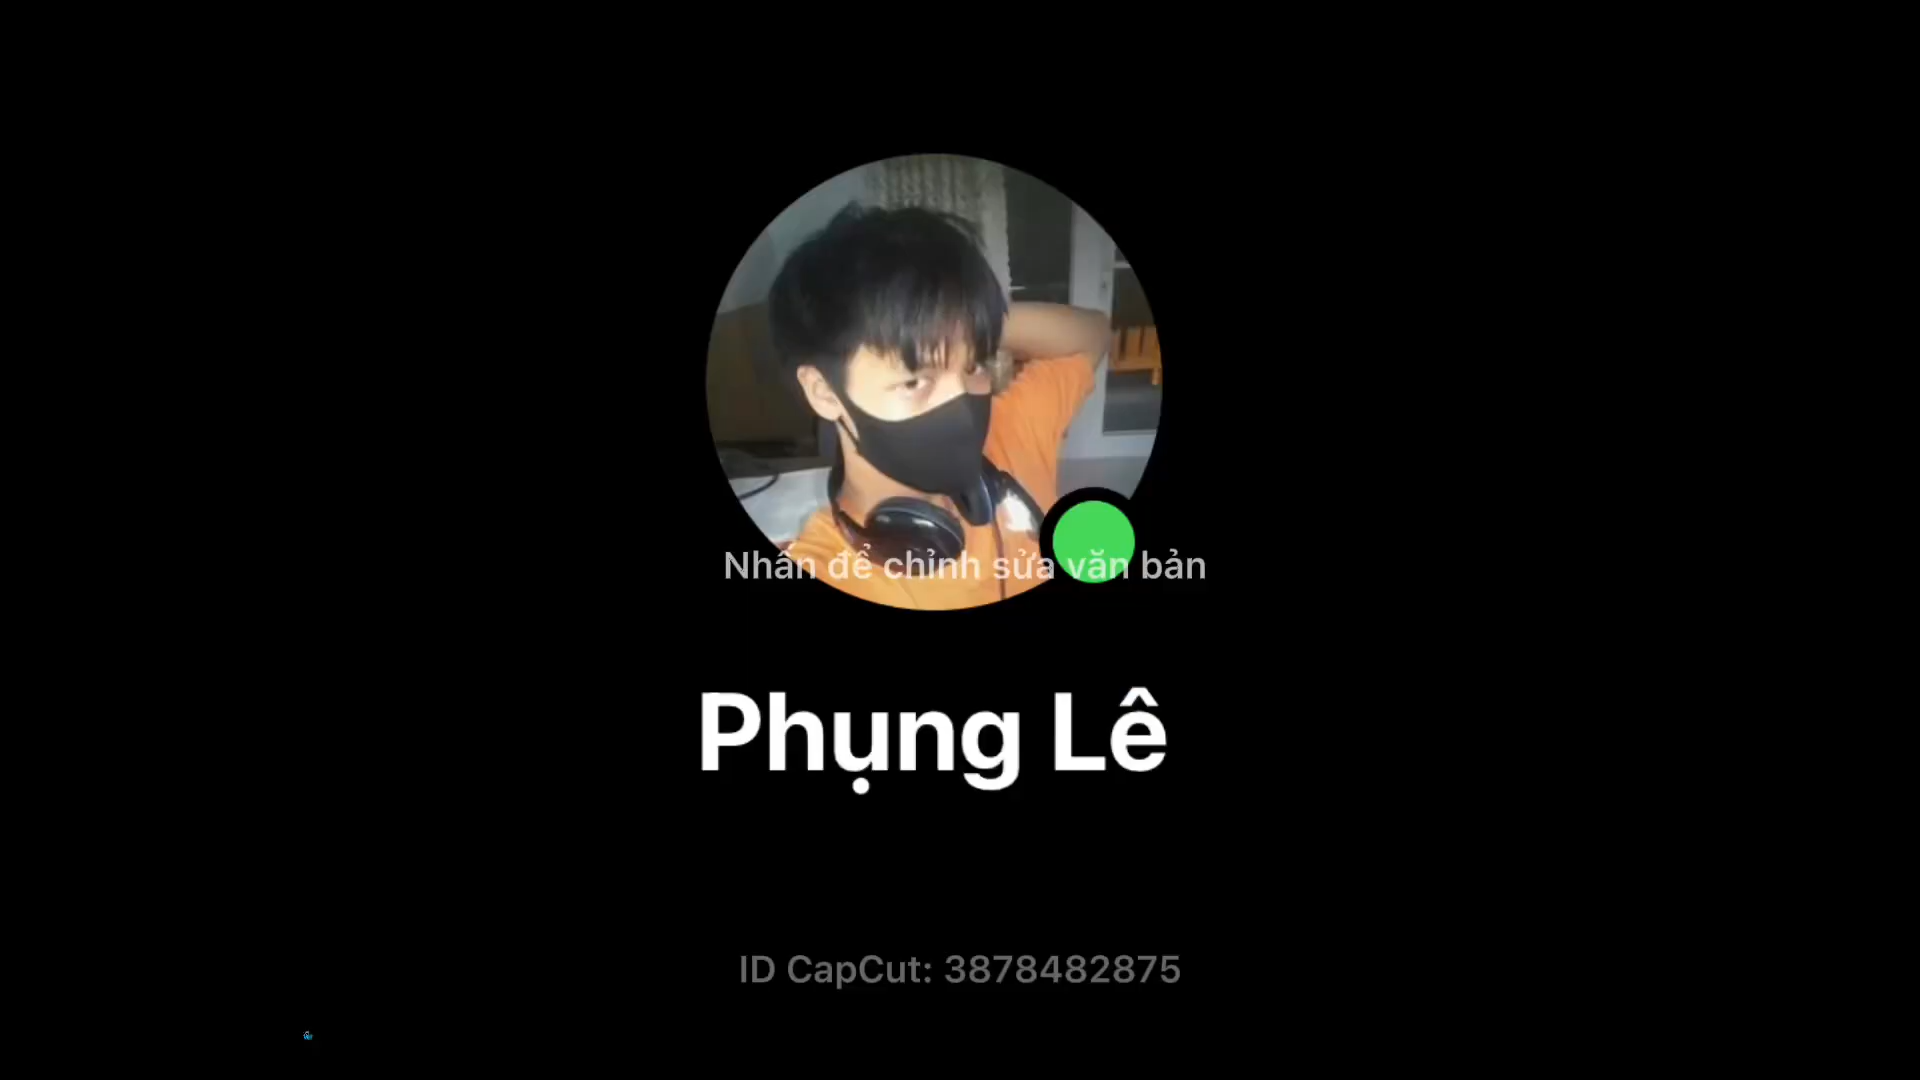 Nhấn để chỉnh sửa văn bản
Phụng Lê
ID CapCut: 3878482875